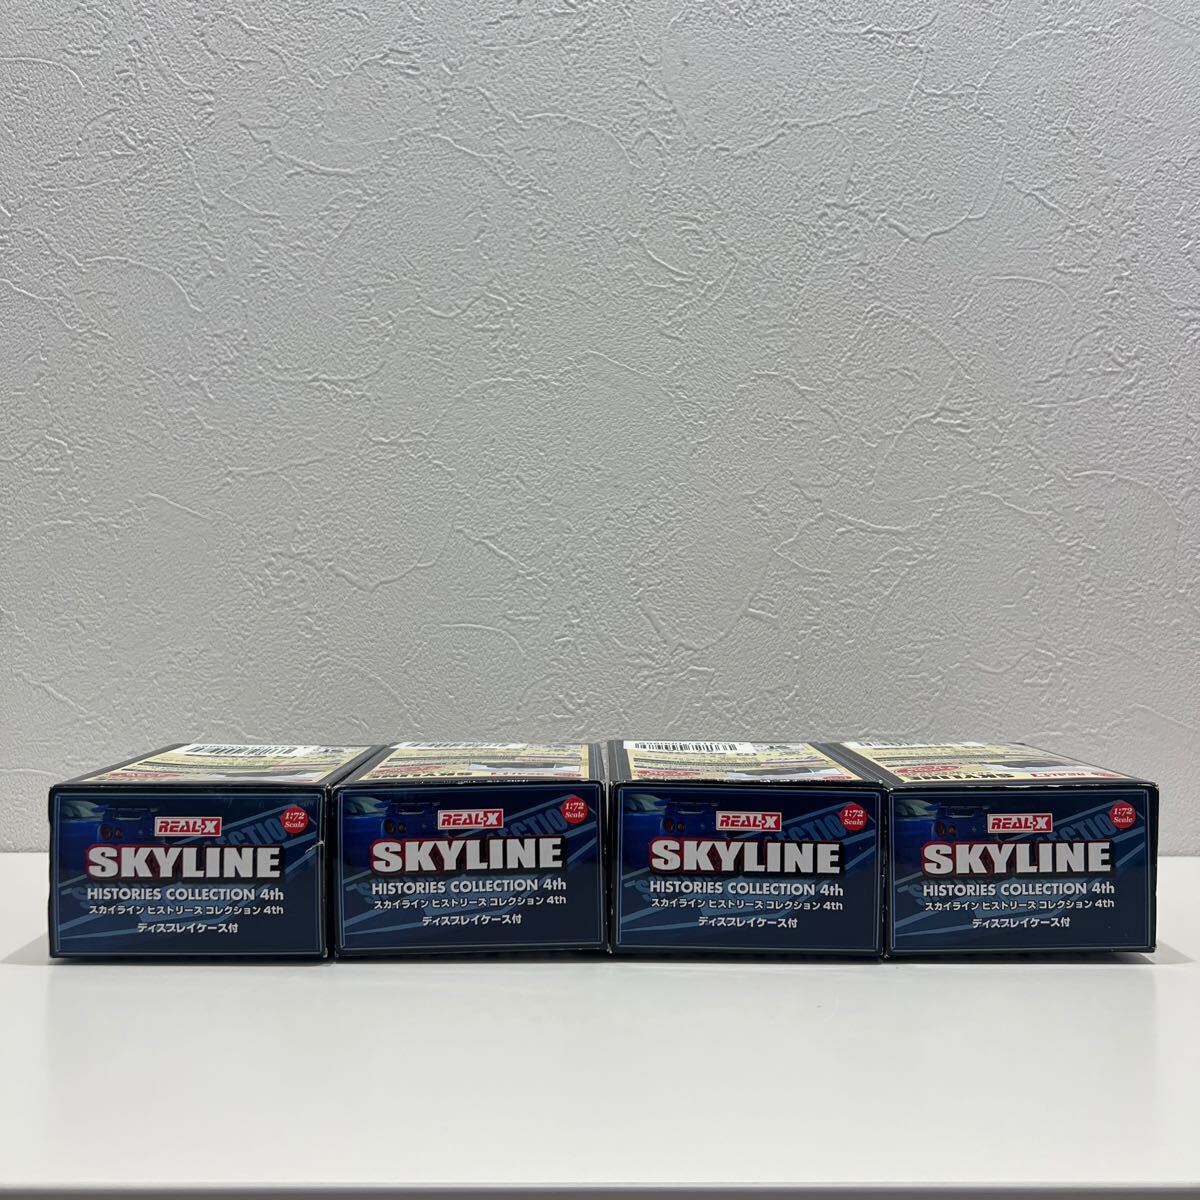 SKYLINE
SKYLINE
REAL-X
REAL-X
1:72
Scale
SKYLINE
HISTORIES COLLECTION 4th
スカイライン ヒストリーズ コレクション 4th
ディスプレイケース付
REAL-X
1:72
Scale
SKYLINE
HISTORIES COLLECTION 4th
スカイライン ヒストリーズ コレクション 4th
ディスプレイケース付
REAL-X
1:72
Scale
SKYLINE
HISTORIES COLLECTION 4th
スカイライン ヒストリーズ コレクション 4th
ディスプレイケース付
REAL-X
1:72
Scale
SKYLINE
HISTORIES COLLECTION 4th
スカイライン ヒストリーズ コレクション 4th
ディスプレイケース付